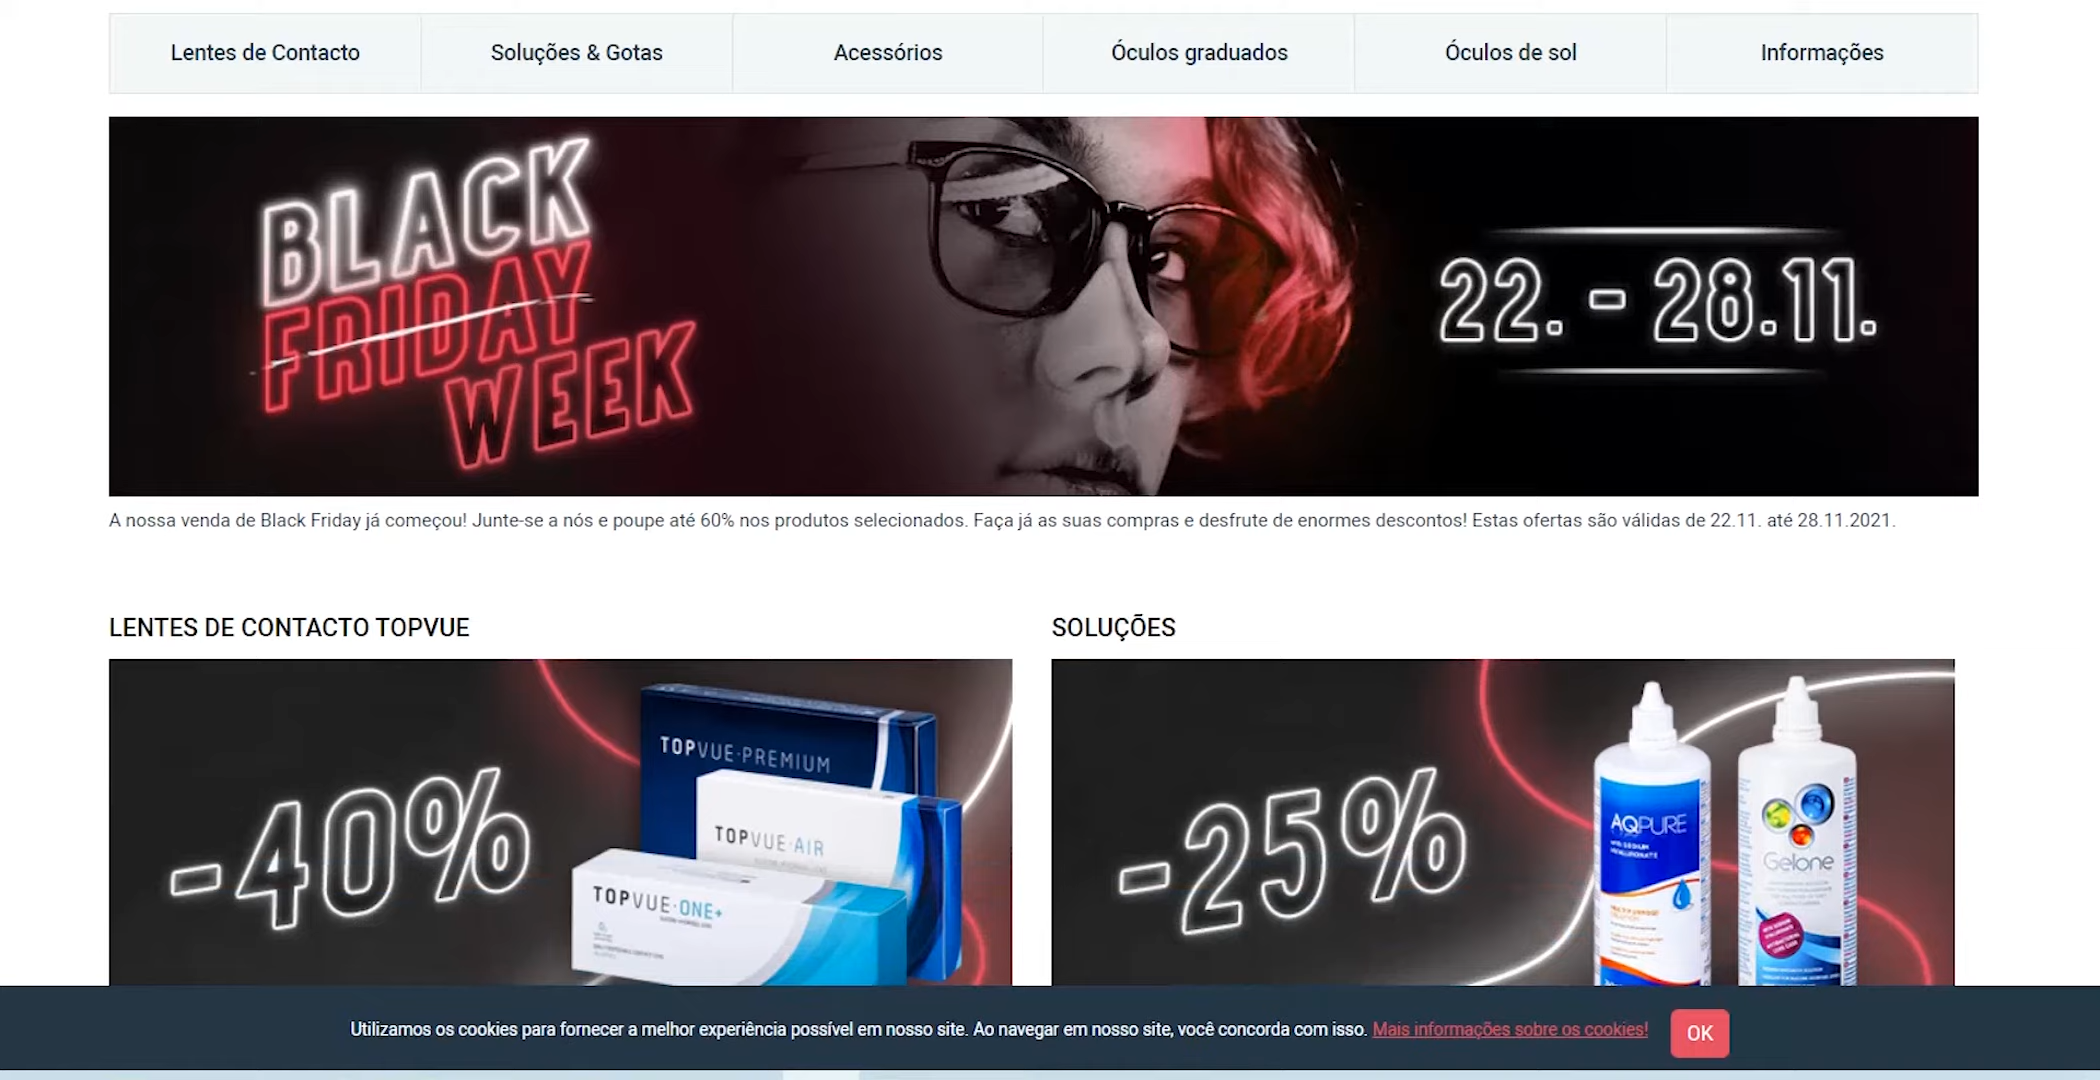 Lentes de Contacto
Soluções & Gotas
Acessórios
Óculos graduados
Óculos de sol
Informações
BLACK
FRIDAY
WEEK
22. - 28.11.
A nossa venda de Black Friday já começou! Junte-se a nós e poupe até 60% nos produtos selecionados. Faça já as suas compras e desfrute de enormes descontos! Estas ofertas são válidas de 22.11. até 28.11.2021.
LENTES DE CONTACTO TOPVUE
-40%
TOPVUE·PREMIUM
TOPVUE·AIR
TOPVUE·ONE+
SOLUÇÕES
-25%
AQPURE
Gelone
Utilizamos os cookies para fornecer a melhor experiência possível em nosso site. Ao navegar em nosso site, você concorda com isso. Mais informações sobre os cookies!
OK